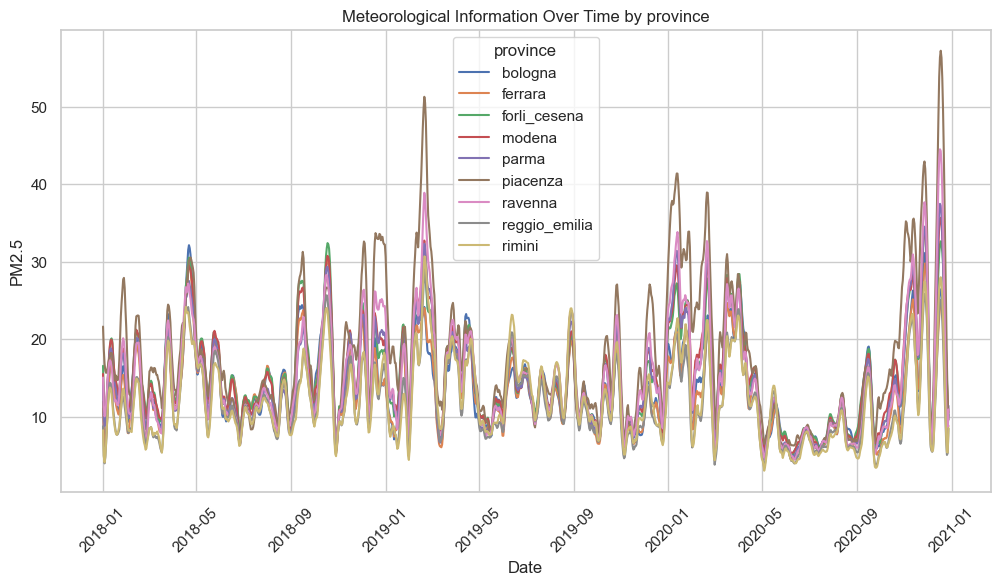 Meteorological Information Over Time by province
province
bologna
ferrara
forli_cesena
modena
parma
piacenza
ravenna
reggio_emilia
rimini
PM2.5
50
40
30
20
10
2018-01
2018-05
2018-09
2019-01
2019-05
2019-09
2020-01
2020-05
2020-09
2021-01
Date